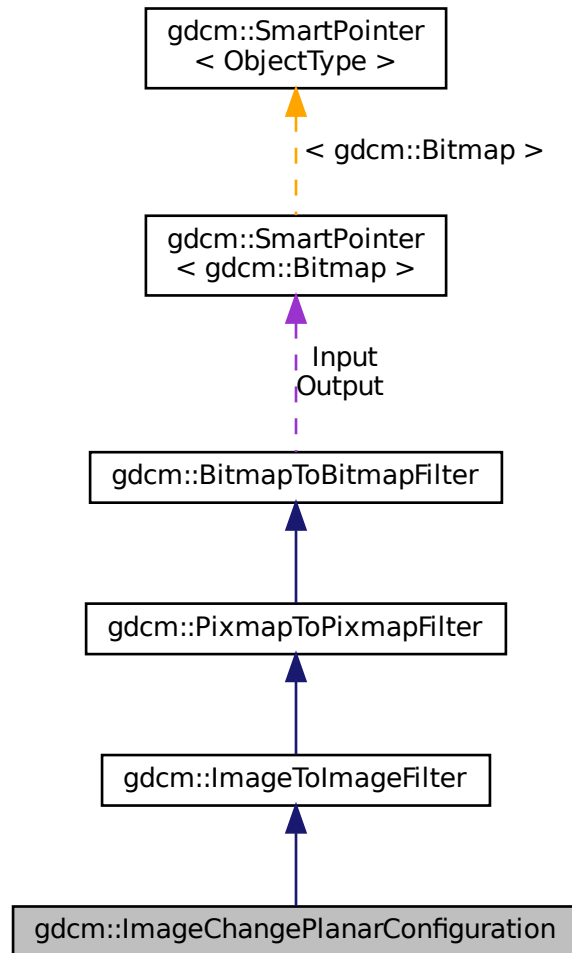 gdcm::SmartPointer
< ObjectType >
< gdcm::Bitmap >
gdcm::SmartPointer
< gdcm::Bitmap >
Input
Output
gdcm::BitmapToBitmapFilter
gdcm::PixmapToPixmapFilter
gdcm::ImageToImageFilter
gdcm::ImageChangePlanarConfiguration